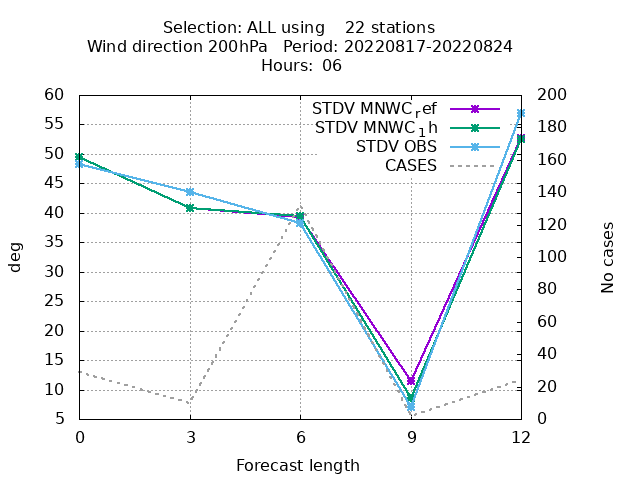 Selection: ALL using    22 stations
Wind direction 200hPa   Period: 20220817-20220824
Hours: 06
STDV MNWCref
STDV MNWC1h
STDV OBS
CASES
60
55
50
45
40
35
30
25
20
15
10
5
200
180
160
140
120
100
80
60
40
20
0
deg
No cases
0 3 6 9 12
Forecast length